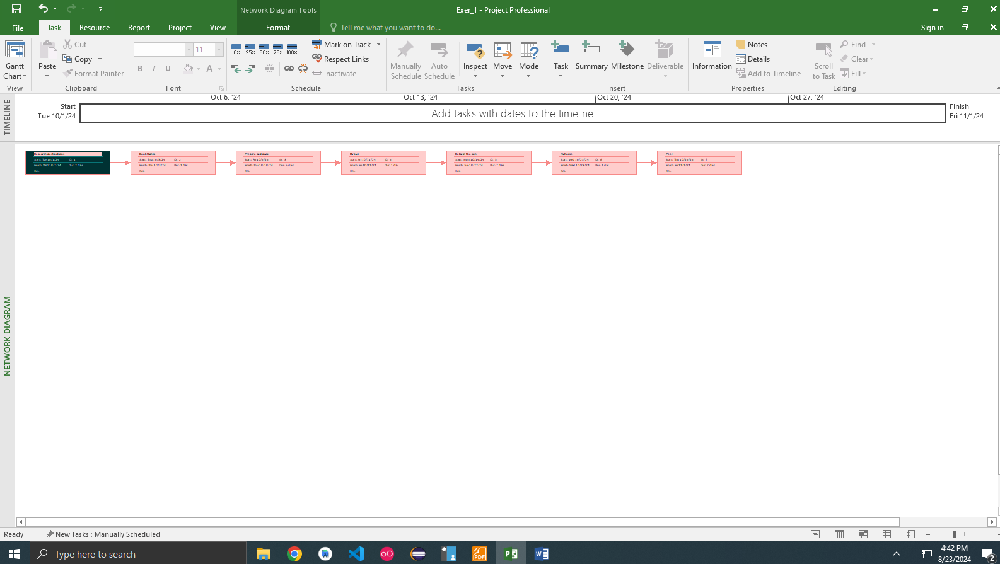 Network Diagram Tools
Exer_1 - Project Professional
File
Task
Resource
Report
Project
View
Format
Tell me what you want to do...
Sign in
Gantt Chart
View
Paste
Cut
Copy
Format Painter
Clipboard
11
B I U
A
Font
0% 25% 50% 75% 100%
Mark on Track
Respect Links
Inactivate
Schedule
Manually Schedule
Auto Schedule
Inspect
Move
Mode
Tasks
Task
Summary
Milestone
Deliverable
Insert
Information
Notes
Details
Add to Timeline
Properties
Scroll to Task
Find
Clear
Fill
Editing
TIMELINE
Start
Tue 10/1/24
Oct 6, '24
Oct 13, '24
Oct 20, '24
Oct 27, '24
Add tasks with dates to the timeline
Finish
Fri 11/1/24
NETWORK DIAGRAM
Research destinations
Start: Tue 10/1/24 ID: 1
Finish: Wed 10/2/24 Dur: 2 days
Res:
Book flights
Start: Thu 10/3/24 ID: 2
Finish: Thu 10/3/24 Dur: 1 day
Res:
Prepare and pack
Start: Fri 10/4/24 ID: 3
Finish: Thu 10/10/24 Dur: 5 days
Res:
Fly out
Start: Fri 10/11/24 ID: 4
Finish: Fri 10/11/24 Dur: 1 day
Res:
Relax in the sun
Start: Mon 10/14/24 ID: 5
Finish: Tue 10/22/24 Dur: 7 days
Res:
Fly home
Start: Wed 10/23/24 ID: 6
Finish: Wed 10/23/24 Dur: 1 day
Res:
Peel
Start: Thu 10/24/24 ID: 7
Finish: Fri 11/1/24 Dur: 7 days
Res:
Ready
New Tasks : Manually Scheduled
Type here to search
PDF
4:42 PM
8/23/2024
2